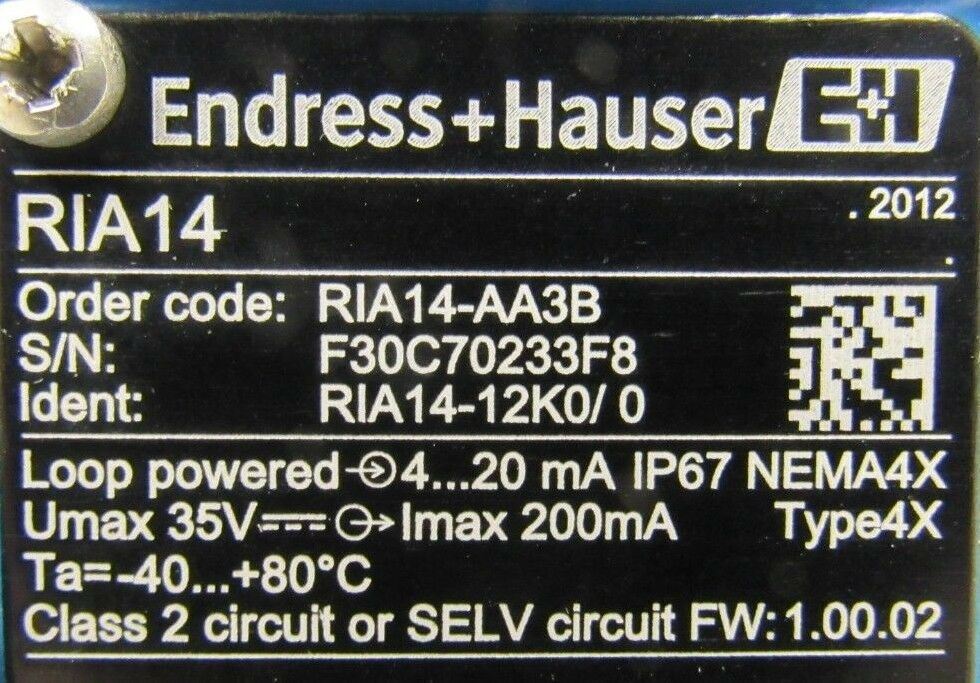 Endress+Hauser E+H
RIA14 . 2012
Order code: RIA14-AA3B
S/N: F30C70233F8
Ident: RIA14-12K0/ 0
Loop powered 4...20 mA IP67 NEMA4X
Umax 35V Imax 200mA Type4X
Ta=-40...+80°C
Class 2 circuit or SELV circuit FW: 1.00.02